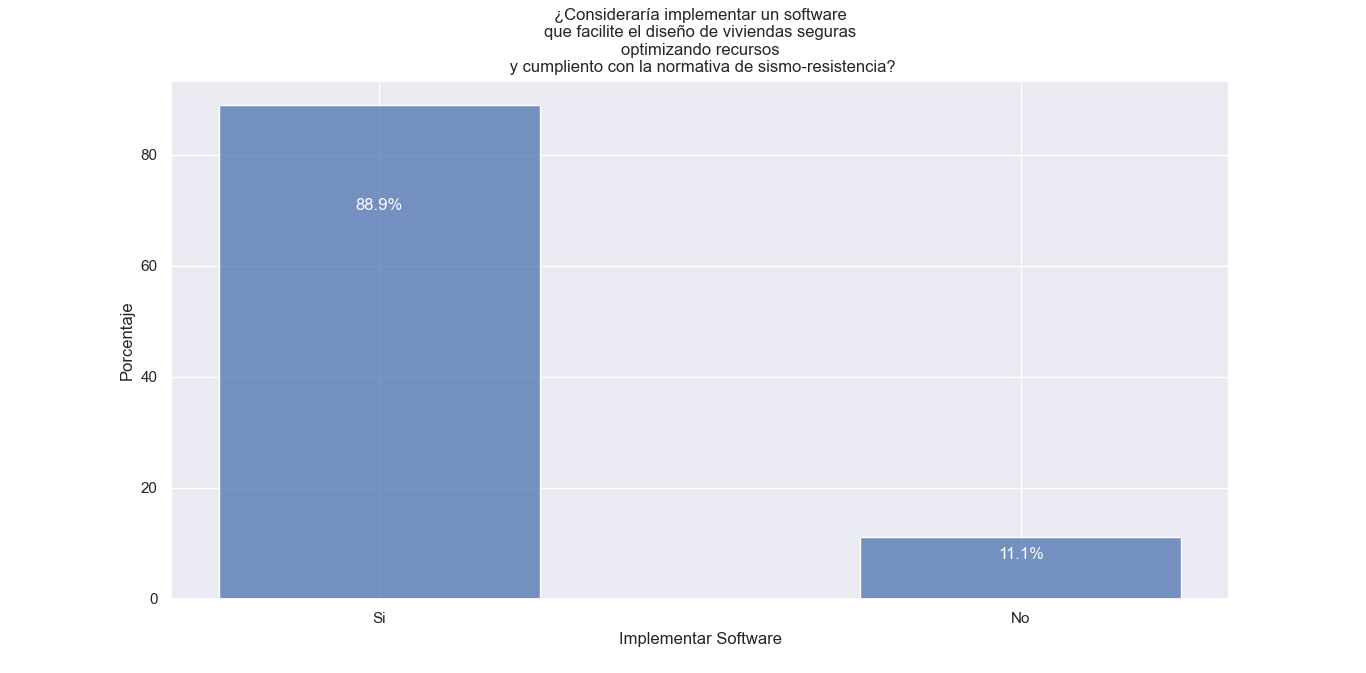 ¿Consideraría implementar un software
que facilite el diseño de viviendas seguras
optimizando recursos
y cumpliento con la normativa de sismo-resistencia?
80
88.9%
60
Porcentaje
40
20
11.1%
0
Si
No
Implementar Software